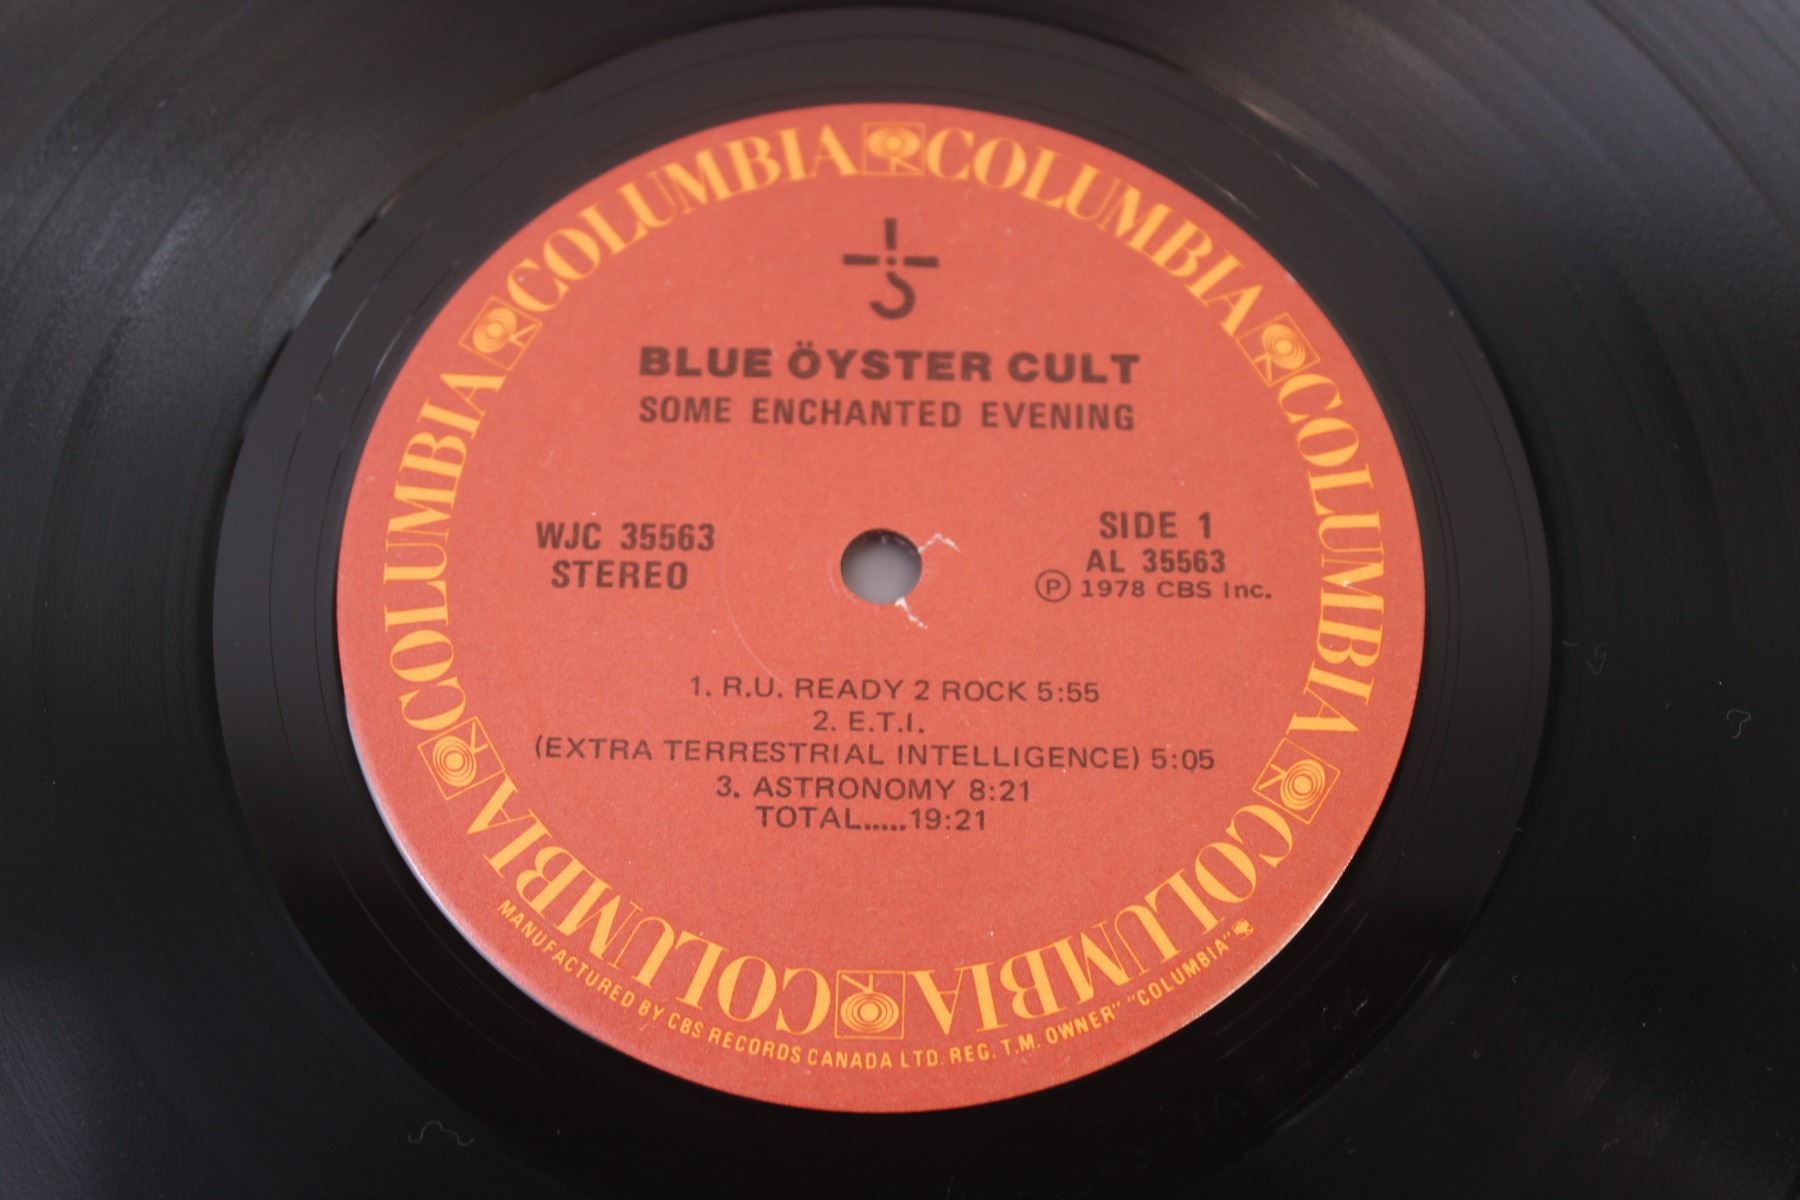 COLUMBIA COLUMBIA COLUMBIA COLUMBIA COLUMBIA COLUMBIA COLUMBIA COLUMBIA
BLUE ÖYSTER CULT
SOME ENCHANTED EVENING
WJC 35563
STEREO
SIDE 1
AL 35563
Ⓟ 1978 CBS Inc.
1. R.U. READY 2 ROCK 5:55
2. E.T.I.
(EXTRA TERRESTRIAL INTELLIGENCE) 5:05
3. ASTRONOMY 8:21
TOTAL.....19:21
MANUFACTURED BY CBS RECORDS CANADA LTD. REG. T.M. OWNER" "COLUMBIA"